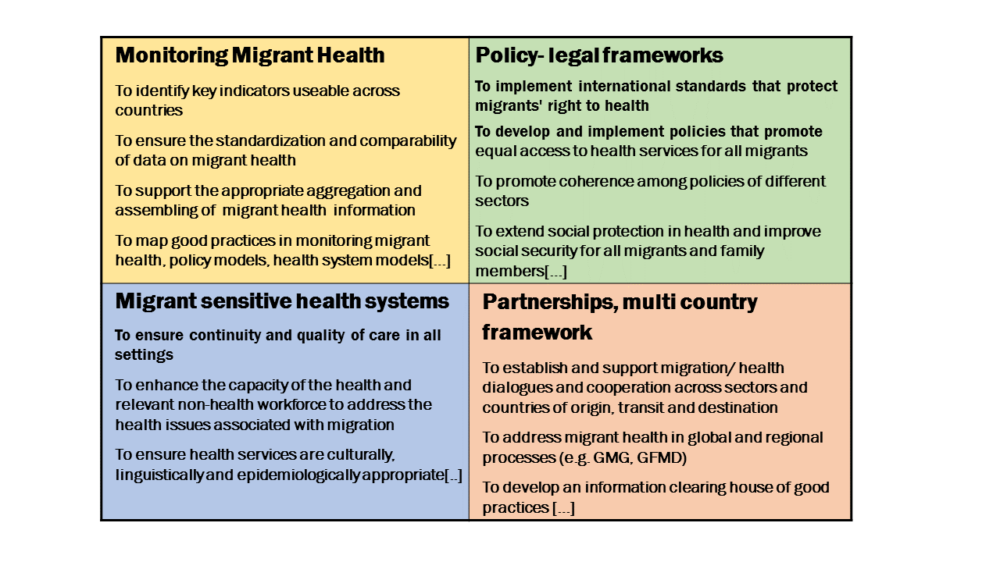 Monitoring Migrant Health
To identify key indicators useable across
countries
To ensure the standardization and comparability
of data on migrant health
To support the appropriate aggregation and
assembling of migrant health information
To map good practices in monitoring migrant
health, policy models, health system models[...]
Policy- legal frameworks
To implement international standards that protect
migrants' right to health
To develop and implement policies that promote
equal access to health services for all migrants
To promote coherence among policies of different
sectors
To extend social protection in health and improve
social security for all migrants and family
members[...]
Migrant sensitive health systems
To ensure continuity and quality of care in all
settings
To enhance the capacity of the health and
relevant non-health workforce to address the
health issues associated with migration
To ensure health services are culturally,
linguistically and epidemiologically appropriate[..]
Partnerships, multi country
framework
To establish and support migration/ health
dialogues and cooperation across sectors and
countries of origin, transit and destination
To address migrant health in global and regional
processes (e.g. GMG, GFMD)
To develop an information clearing house of good
practices [...]